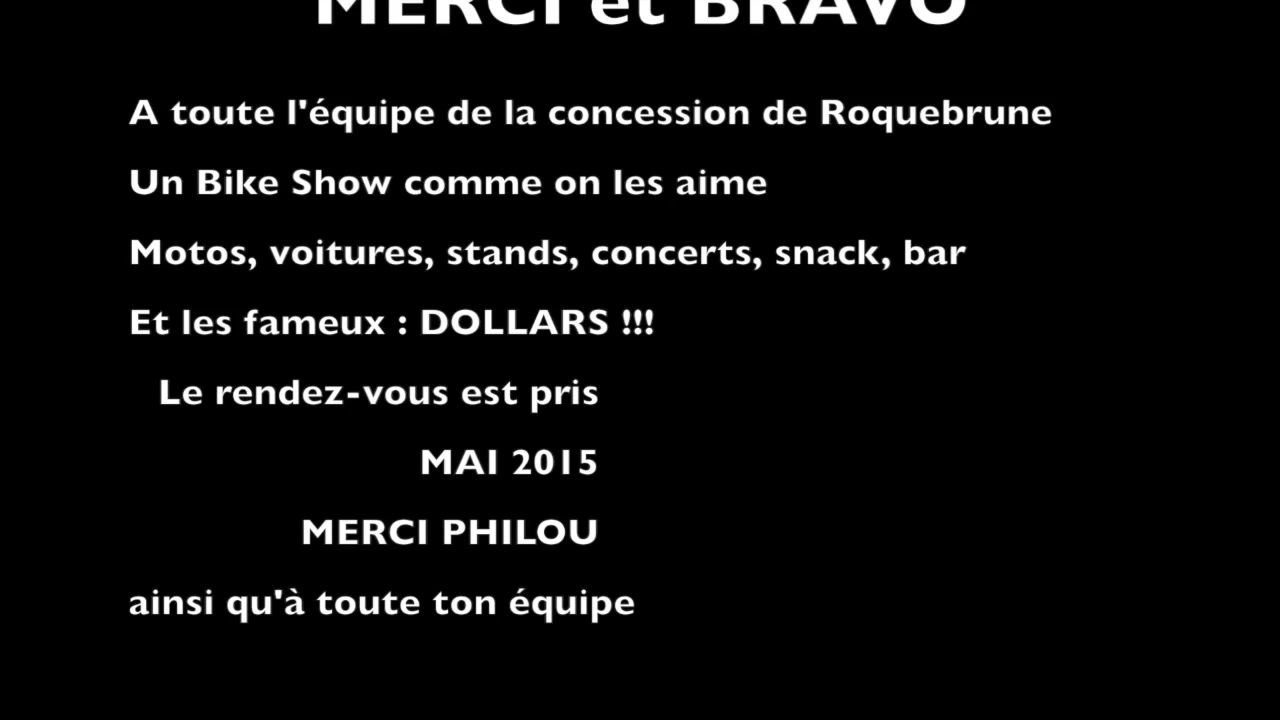 MERCI et BRAVO
A toute l'équipe de la concession de Roquebrune
Un Bike Show comme on les aime
Motos, voitures, stands, concerts, snack, bar
Et les fameux : DOLLARS !!!
Le rendez-vous est pris
MAI 2015
MERCI PHILOU
ainsi qu'à toute ton équipe